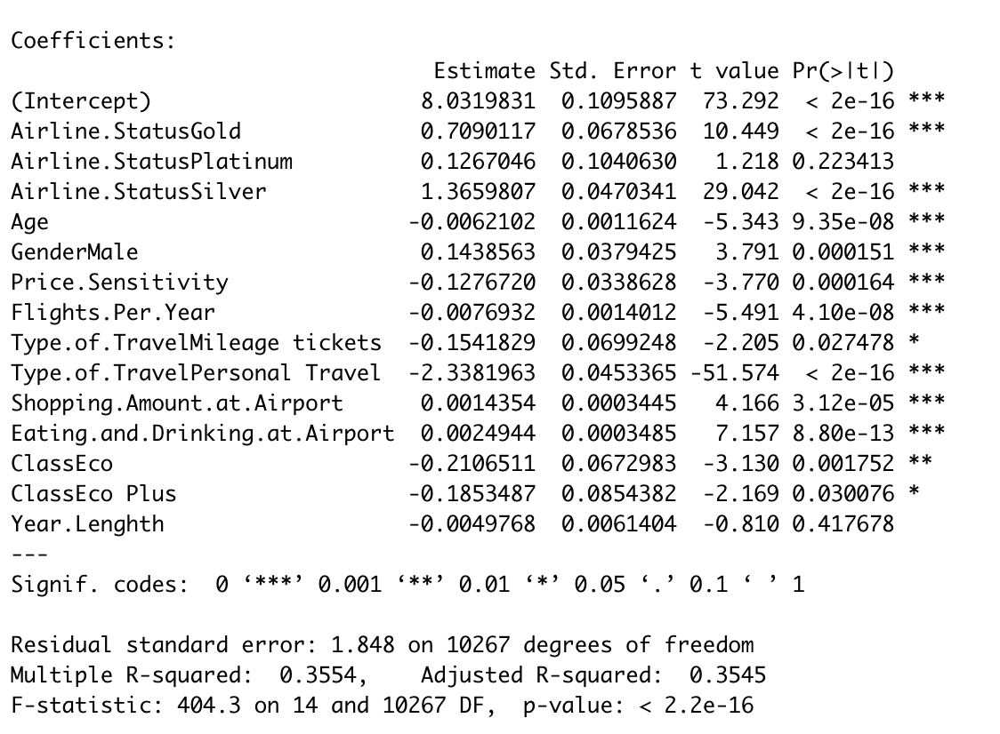 Coefficients:
Estimate Std. Error t value Pr(>|t|)
(Intercept) 8.0319831 0.1095887 73.292 < 2e-16 ***
Airline.StatusGold 0.7090117 0.0678536 10.449 < 2e-16 ***
Airline.StatusPlatinum 0.1267046 0.1040630 1.218 0.223413
Airline.StatusSilver 1.3659807 0.0470341 29.042 < 2e-16 ***
Age -0.0062102 0.0011624 -5.343 9.35e-08 ***
GenderMale 0.1438563 0.0379425 3.791 0.000151 ***
Price.Sensitivity -0.1276720 0.0338628 -3.770 0.000164 ***
Flights.Per.Year -0.0076932 0.0014012 -5.491 4.10e-08 ***
Type.of.TravelMileage tickets -0.1541829 0.0699248 -2.205 0.027478 *
Type.of.TravelPersonal Travel -2.3381963 0.0453365 -51.574 < 2e-16 ***
Shopping.Amount.at.Airport 0.0014354 0.0003445 4.166 3.12e-05 ***
Eating.and.Drinking.at.Airport 0.0024944 0.0003485 7.157 8.80e-13 ***
ClassEco -0.2106511 0.0672983 -3.130 0.001752 **
ClassEco Plus -0.1853487 0.0854382 -2.169 0.030076 *
Year.Lenghth -0.0049768 0.0061404 -0.810 0.417678
---
Signif. codes: 0 ‘***’ 0.001 ‘**’ 0.01 ‘*’ 0.05 ‘.’ 0.1 ‘ ’ 1
Residual standard error: 1.848 on 10267 degrees of freedom
Multiple R-squared: 0.3554, Adjusted R-squared: 0.3545
F-statistic: 404.3 on 14 and 10267 DF, p-value: < 2.2e-16